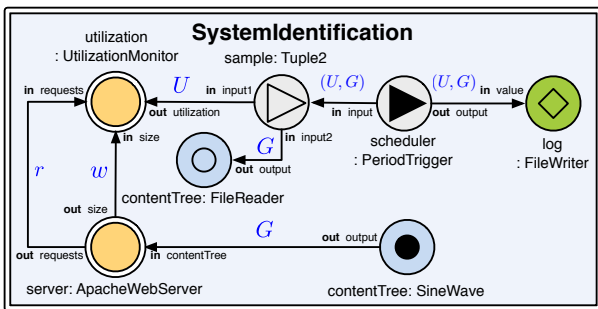 SystemIdentification
utilization
: UtilizationMonitor
sample: Tuple2
in requests
U
in input1
out utilization
(U, G)
in input
(U, G)
out output
in value
in size
G
in input2
out output
scheduler
: PeriodTrigger
log
: FileWriter
r
w
contentTree: FileReader
out size
G
out output
out requests
in contentTree
server: ApacheWebServer
contentTree: SineWave